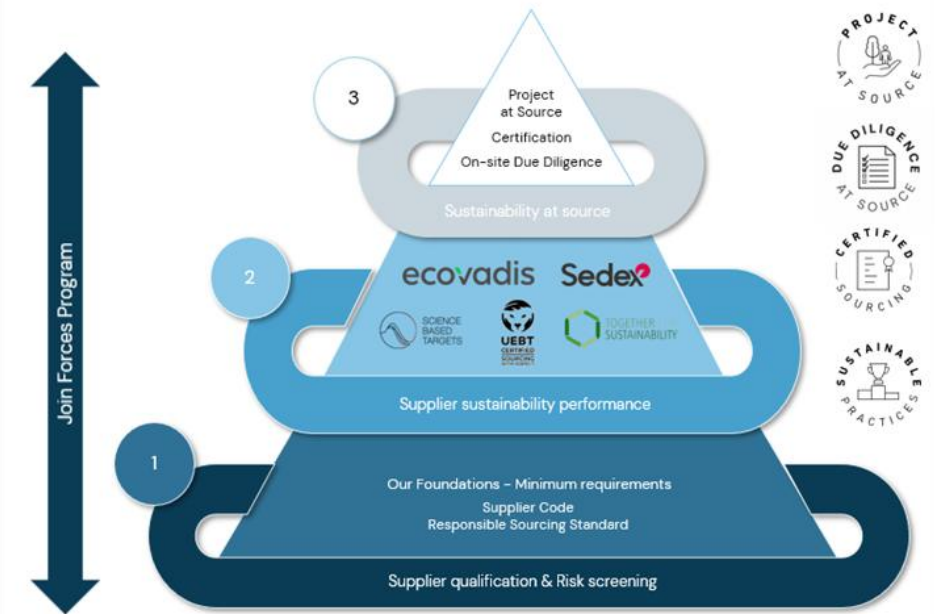 Join Forces Program
3
Project
at Source
Certification
On-site Due Diligence
Sustainability at source
2
ecovadis
Sedex
SCIENCE
BASED
TARGETS
UEBT
CERTIFIED
SOURCING
TOGETHER
SUSTAINABILITY
Supplier sustainability performance
1
Our Foundations - Minimum requirements
Supplier Code
Responsible Sourcing Standard
Supplier qualification & Risk screening
PROJECT
AT SOURCE
DUE DILIGENCE
AT SOURCE
CERTIFIED
SOURCING
SUSTAINABLE
PRACTICES